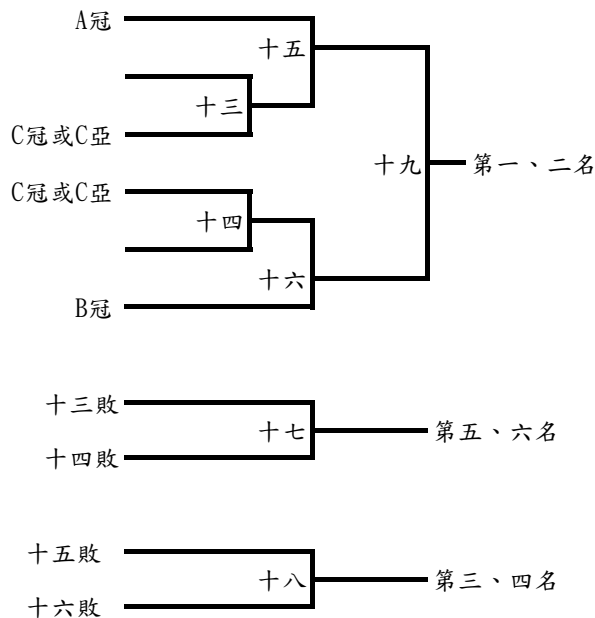 A冠
十五
十三
C冠或C亞
十九
第一、二名
C冠或C亞
十四
十六
B冠
十三敗
十七
第五、六名
十四敗
十五敗
十八
第三、四名
十六敗